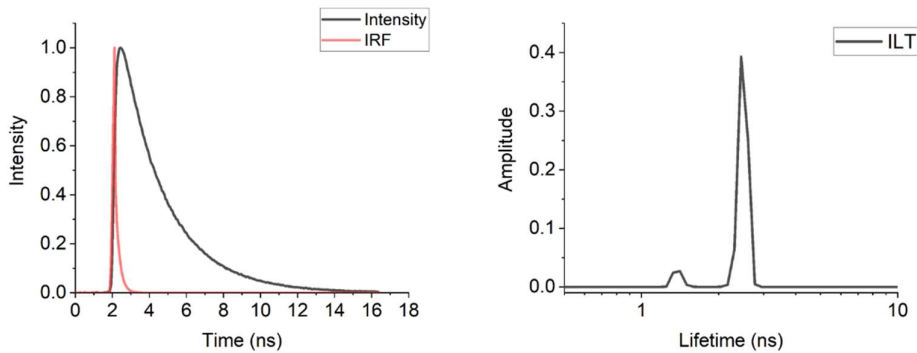 Intensity
IRF
1.0
0.8
0.6
0.4
0.2
0.0
Intensity
0 2 4 6 8 10 12 14 16 18
Time (ns)
ILT
0.4
0.3
0.2
0.1
0.0
Amplitude
1 10
Lifetime (ns)